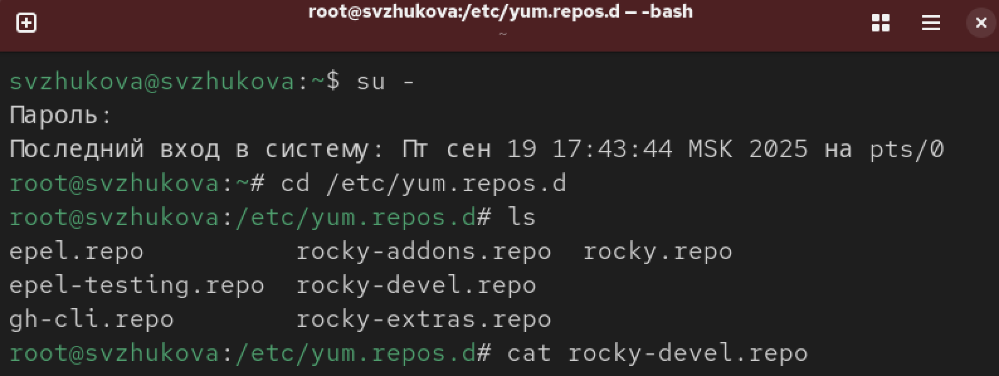 root@svzhukova:/etc/yum.repos.d — -bash
~
svzhukova@svzhukova:~$ su -
Пароль:
Последний вход в систему: Пт сен 19 17:43:44 MSK 2025 на pts/0
root@svzhukova:~# cd /etc/yum.repos.d
root@svzhukova:/etc/yum.repos.d# ls
epel.repo          rocky-addons.repo  rocky.repo
epel-testing.repo  rocky-devel.repo
gh-cli.repo        rocky-extras.repo
root@svzhukova:/etc/yum.repos.d# cat rocky-devel.repo